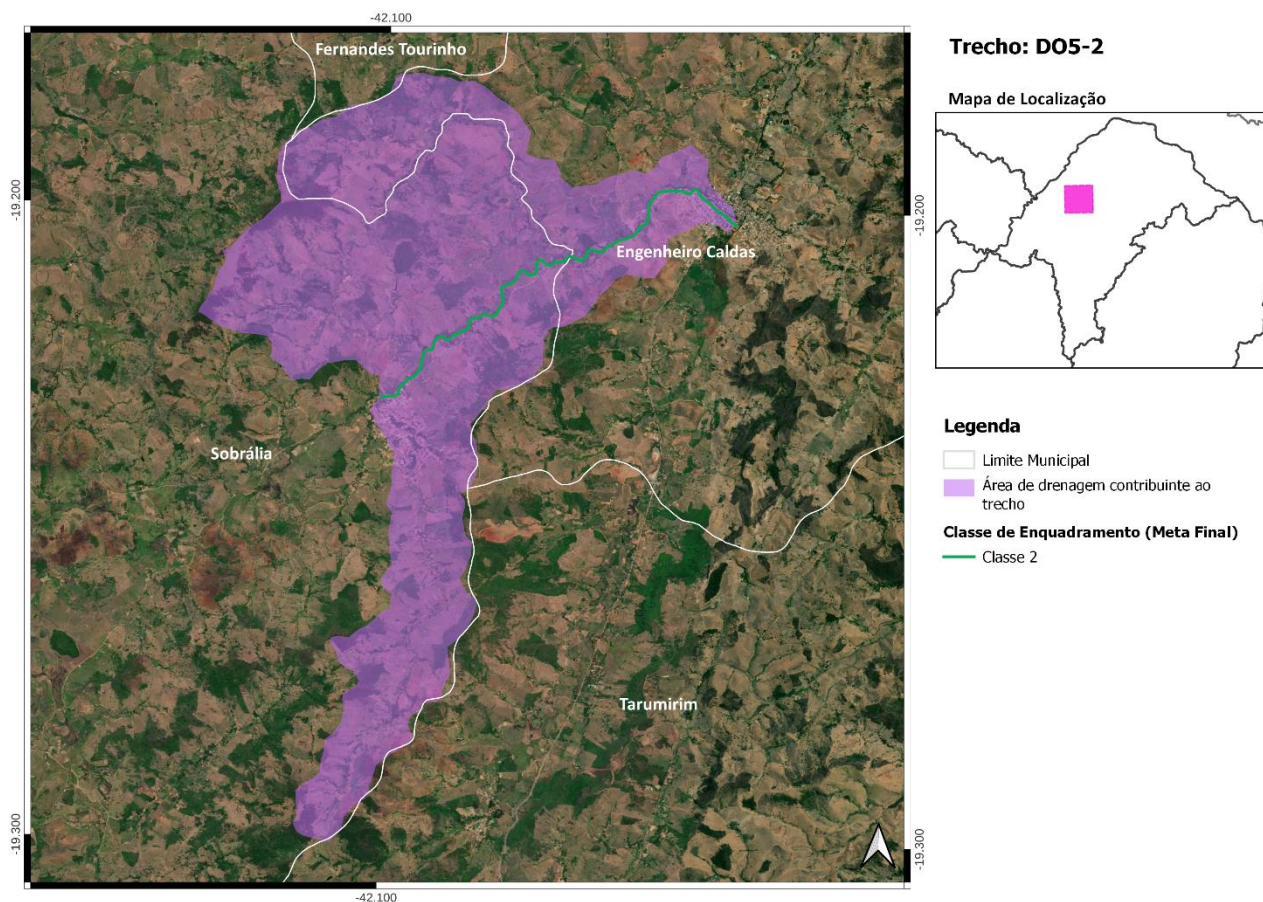 -42.100
Fernandes Tourinho
-19.200
-19.200
Engenheiro Caldas
Sobrália
Tarumirim
-19.300
-19.300
-42.100
Trecho: DO5-2
Mapa de Localização
Legenda
Limite Municipal
Área de drenagem contribuinte ao
trecho
Classe de Enquadramento (Meta Final)
Classe 2